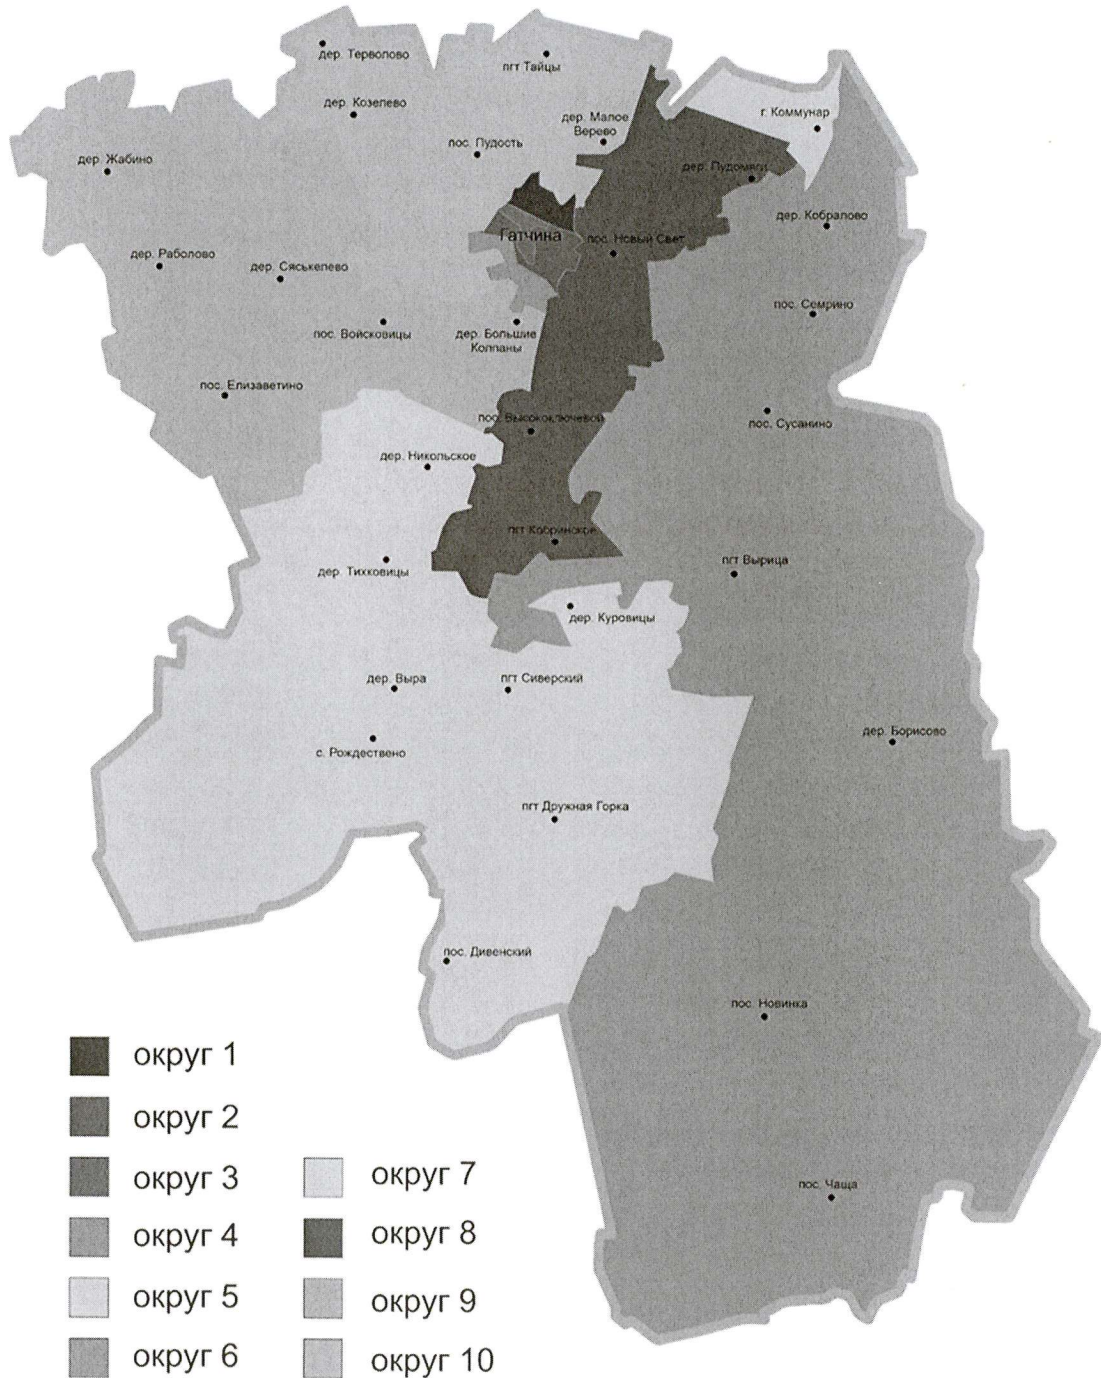 дер. Терволово
пгт Тайцы
дер. Козелево
дер. Малое
Верево
г. Коммунар
дер. Жабино
пос. Пудость
дер. Пудомяги
дер. Кобралово
Гатчина
пос. Новый Свет
дер. Раболово
дер. Сяськелево
пос. Семрино
пос. Войсковицы
дер. Большие
Колпаны
пос. Елизаветино
пос. Высокоключевой
пос. Сусанино
дер. Никольское
пгт Кобринское
пгт Вырица
дер. Тихковицы
дер. Куровицы
дер. Выра
пгт Сиверский
дер. Борисово
с. Рождествено
пгт Дружная Горка
пос. Дивенский
пос. Новинка
пос. Чаща
округ 1
округ 2
округ 3
округ 4
округ 5
округ 6
округ 7
округ 8
округ 9
округ 10